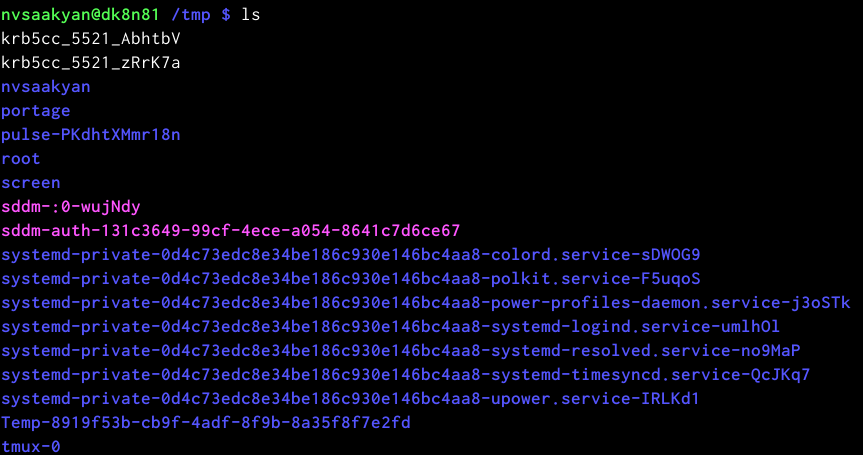 nvsaakyan@dk8n81 /tmp $ ls
krb5cc_5521_AbhtbV
krb5cc_5521_zRrK7a
nvsaakyan
portage
pulse-PKdhtXMmr18n
root
screen
sddm-:0-wujNdy
sddm-auth-131c3649-99cf-4ece-a054-8641c7d6ce67
systemd-private-0d4c73edc8e34be186c930e146bc4aa8-colord.service-sDWOG9
systemd-private-0d4c73edc8e34be186c930e146bc4aa8-polkit.service-F5uqoS
systemd-private-0d4c73edc8e34be186c930e146bc4aa8-power-profiles-daemon.service-j3oSTk
systemd-private-0d4c73edc8e34be186c930e146bc4aa8-systemd-logind.service-umlhOl
systemd-private-0d4c73edc8e34be186c930e146bc4aa8-systemd-resolved.service-no9MaP
systemd-private-0d4c73edc8e34be186c930e146bc4aa8-systemd-timesyncd.service-QcJKq7
systemd-private-0d4c73edc8e34be186c930e146bc4aa8-upower.service-IRLKd1
Temp-8919f53b-cb9f-4adf-8f9b-8a35f8f7e2fd
tmux-0